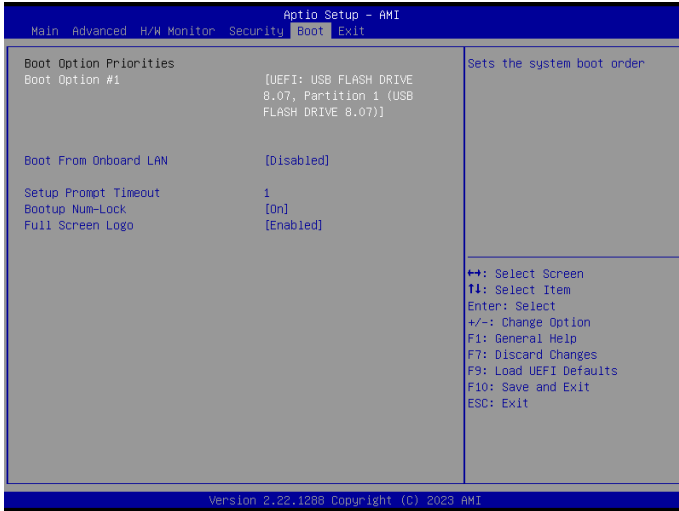 Aptio Setup – AMI
Main Advanced H/W Monitor Security Boot Exit
Boot Option Priorities
Boot Option #1 [UEFI: USB FLASH DRIVE
8.07, Partition 1 (USB
FLASH DRIVE 8.07)]
Boot From Onboard LAN [Disabled]
Setup Prompt Timeout 1
Bootup Num-Lock [On]
Full Screen Logo [Enabled]
Sets the system boot order
↔: Select Screen
↑↓: Select Item
Enter: Select
+/-: Change Option
F1: General Help
F7: Discard Changes
F9: Load UEFI Defaults
F10: Save and Exit
ESC: Exit
Version 2.22.1288 Copyright (C) 2023 AMI